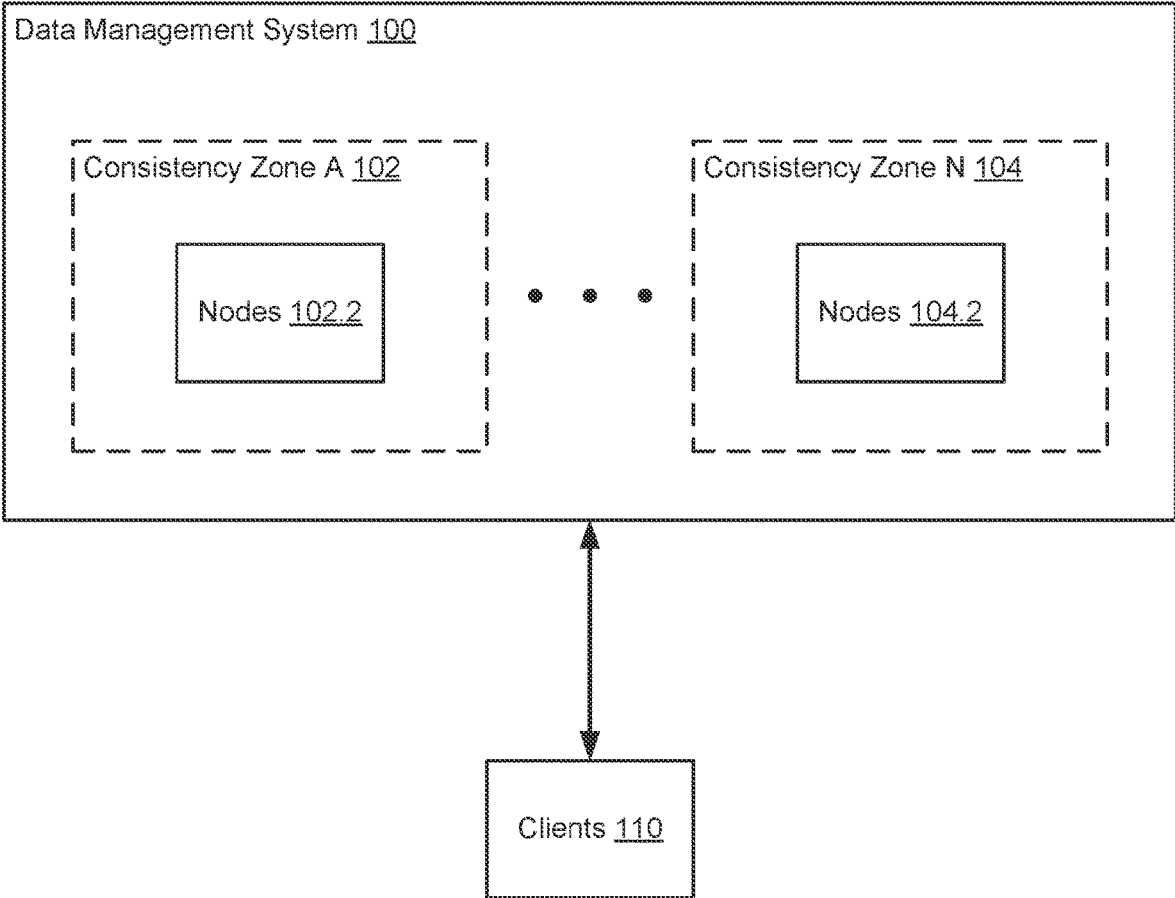 Data Management System 100
Consistency Zone A 102
Consistency Zone N 104
Nodes 102.2
Nodes 104.2
Clients 110